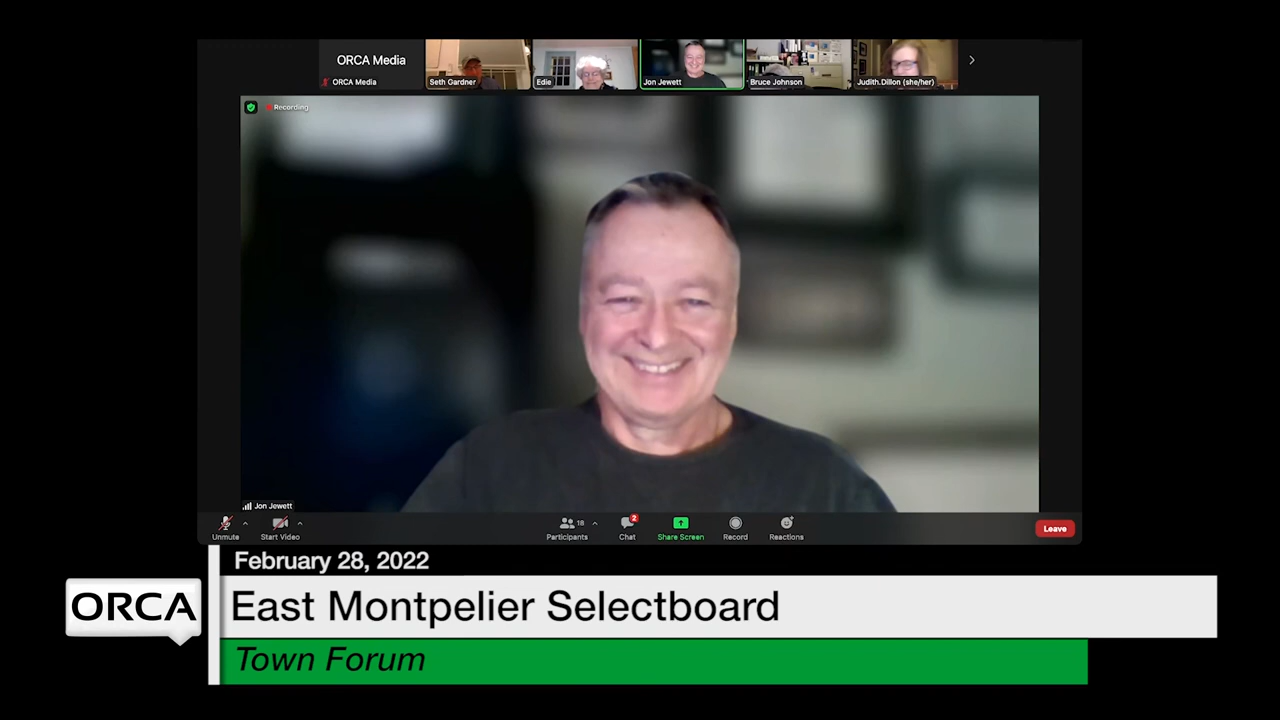 ORCA Media
ORCA Media
Seth Gardner
Edie
Jon Jewett
Bruce Johnson
Judith.Dillon (she/her)
Recording
Jon Jewett
Unmute
Start Video
18
Participants
2
Chat
Share Screen
Record
Reactions
Leave
February 28, 2022
ORCA
East Montpelier Selectboard
Town Forum